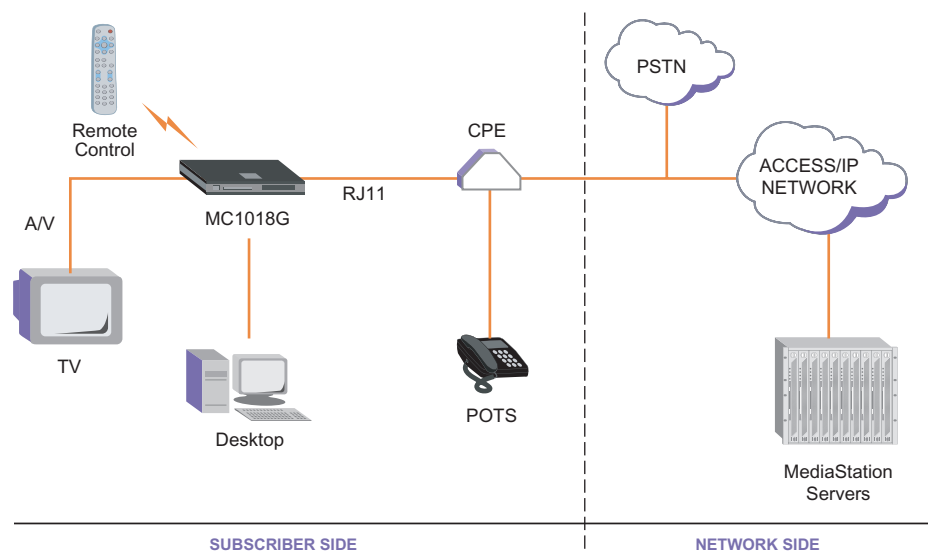 PSTN
Remote
Control
CPE
ACCESS/IP
NETWORK
RJ11
A/V
MC1018G
TV
POTS
Desktop
MediaStation
Servers
SUBSCRIBER SIDE
NETWORK SIDE